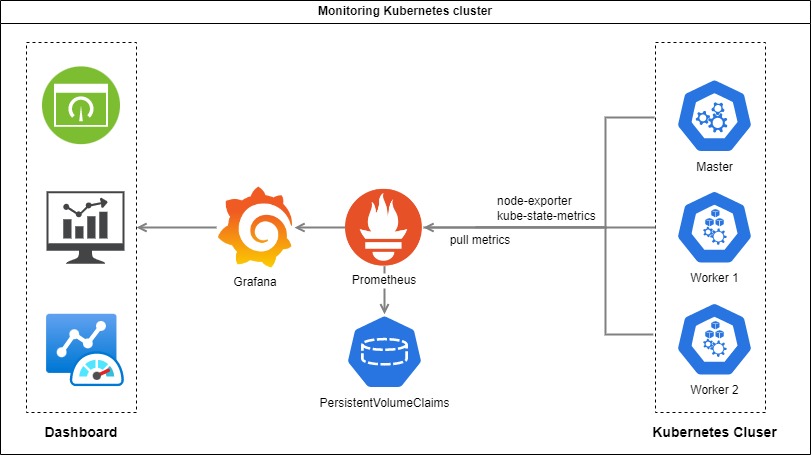 Monitoring Kubernetes cluster
Master
node-exporter
kube-state-metrics
pull metrics
Grafana
Prometheus
Worker 1
PersistentVolumeClaims
Worker 2
Dashboard
Kubernetes Cluser